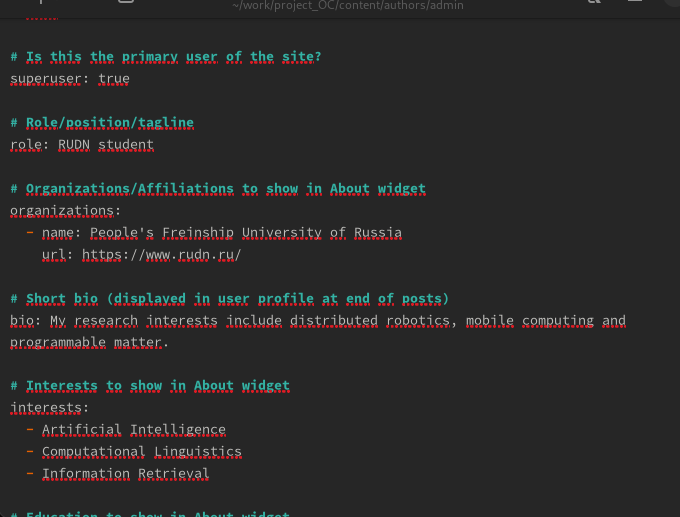 ~/work/project_OC/content/authors/admin
# Is this the primary user of the site?
superuser: true
# Role/position/tagline
role: RUDN student
# Organizations/Affiliations to show in About widget
organizations:
- name: People's Freinship University of Russia
url: https://www.rudn.ru/
# Short bio (displayed in user profile at end of posts)
bio: My research interests include distributed robotics, mobile computing and
programmable matter.
# Interests to show in About widget
interests:
- Artificial Intelligence
- Computational Linguistics
- Information Retrieval
# Education to show in About widget